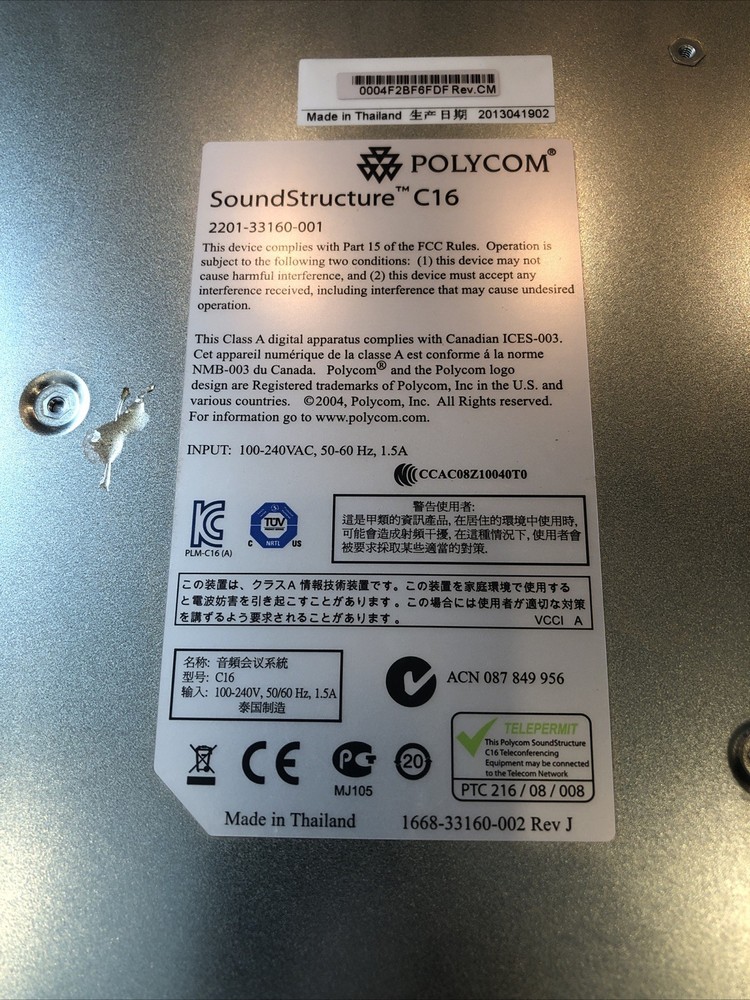 0004F2BF6FDF Rev.CM
Made in Thailand 生产日期 2013041902
POLYCOM®
SoundStructure™ C16
2201-33160-001
This device complies with Part 15 of the FCC Rules. Operation is
subject to the following two conditions: (1) this device may not
cause harmful interference, and (2) this device must accept any
interference received, including interference that may cause undesired
operation.
This Class A digital apparatus complies with Canadian ICES-003.
Cet appareil numérique de la classe A est conforme á la norme
NMB-003 du Canada. Polycom® and the Polycom logo
design are Registered trademarks of Polycom, Inc in the U.S. and
various countries. ©2004, Polycom, Inc. All Rights reserved.
For information go to www.polycom.com.
INPUT: 100-240VAC, 50-60 Hz, 1.5A
CCAC08Z10040T0
PLM-C16 (A)
TÜV
C NRTL US
警告使用者:
這是甲類的資訊產品, 在居住的環境中使用時,
可能會造成射頻干擾, 在這種情況下, 使用者會
被要求採取某些適當的對策.
この装置は、クラスA 情報技術装置です。この装置を家庭環境で使用する
と電波妨害を引き起こすことがあります。この場合には使用者が適切な対策
を講ずるよう要求されることがあります。
VCCI A
名称: 音頻会议系統
型号: C16
输入: 100-240V, 50/60 Hz, 1.5A
泰国制造
ACN 087 849 956
TELEPERMIT
This Polycom SoundStructure
C16 Teleconferencing
Equipment may be connected
to the Telecom Network
PTC 216 / 08 / 008
CE
MJ105
20
Made in Thailand 1668-33160-002 Rev J